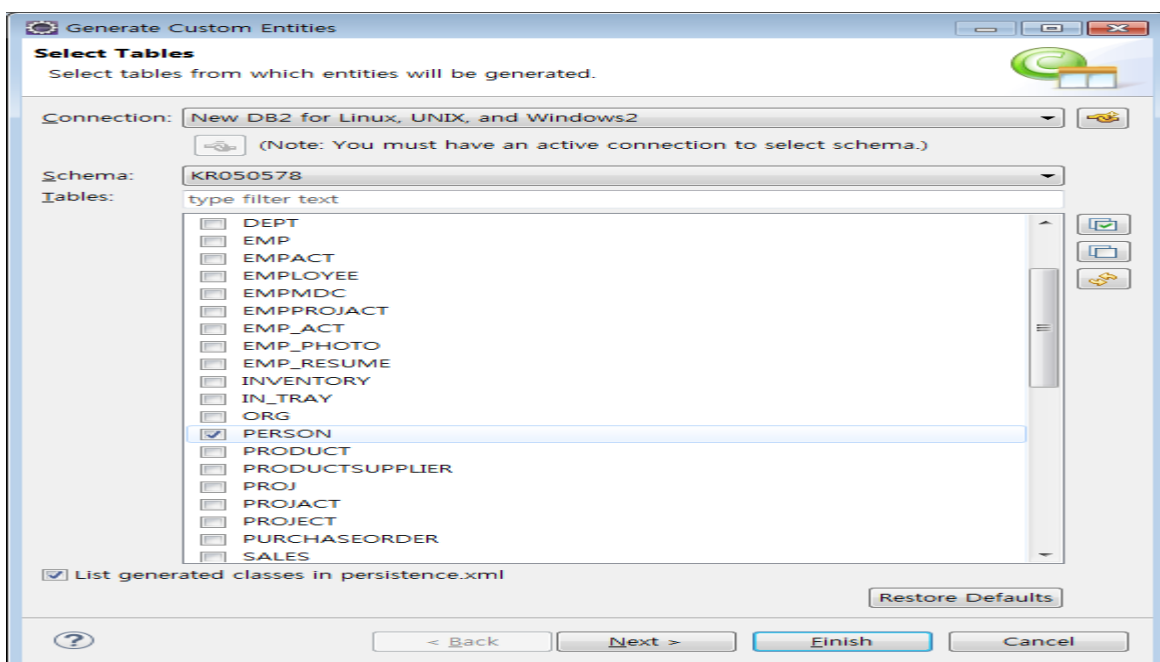 Generate Custom Entities
Select Tables
Select tables from which entities will be generated.
Connection: New DB2 for Linux, UNIX, and Windows2
(Note: You must have an active connection to select schema.)
Schema: KR050578
Tables: type filter text
DEPT
EMP
EMPACT
EMPLOYEE
EMPMDC
EMPPROJACT
EMP_ACT
EMP_PHOTO
EMP_RESUME
INVENTORY
IN_TRAY
ORG
PERSON
PRODUCT
PRODUCTSUPPLIER
PROJ
PROJACT
PROJECT
PURCHASEORDER
SALES
List generated classes in persistence.xml
Restore Defaults
? < Back Next > Finish Cancel